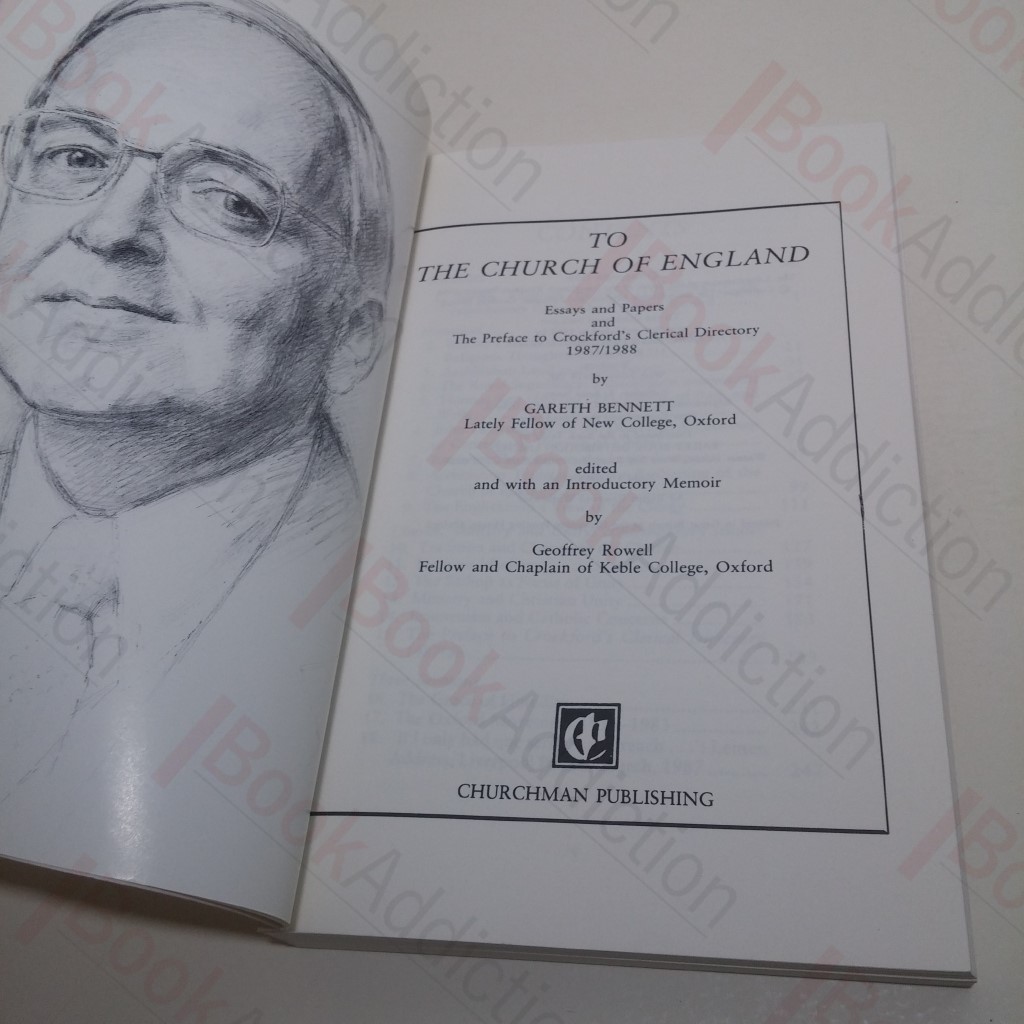 TO
THE CHURCH OF ENGLAND
Essays and Papers
and
The Preface to Crockford's Clerical Directory
1987/1988
by
GARETH BENNETT
Lately Fellow of New College, Oxford
edited
and with an Introductory Memoir
by
Geoffrey Rowell
Fellow and Chaplain of Keble College, Oxford
CHURCHMAN PUBLISHING
BookAddiction